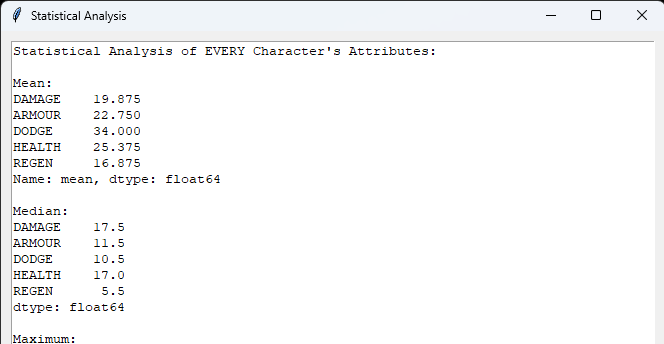 Statistical Analysis
Statistical Analysis of EVERY Character's Attributes:
Mean:
DAMAGE    19.875
ARMOUR    22.750
DODGE     34.000
HEALTH    25.375
REGEN     16.875
Name: mean, dtype: float64
Median:
DAMAGE    17.5
ARMOUR    11.5
DODGE     10.5
HEALTH    17.0
REGEN      5.5
dtype: float64
Maximum: